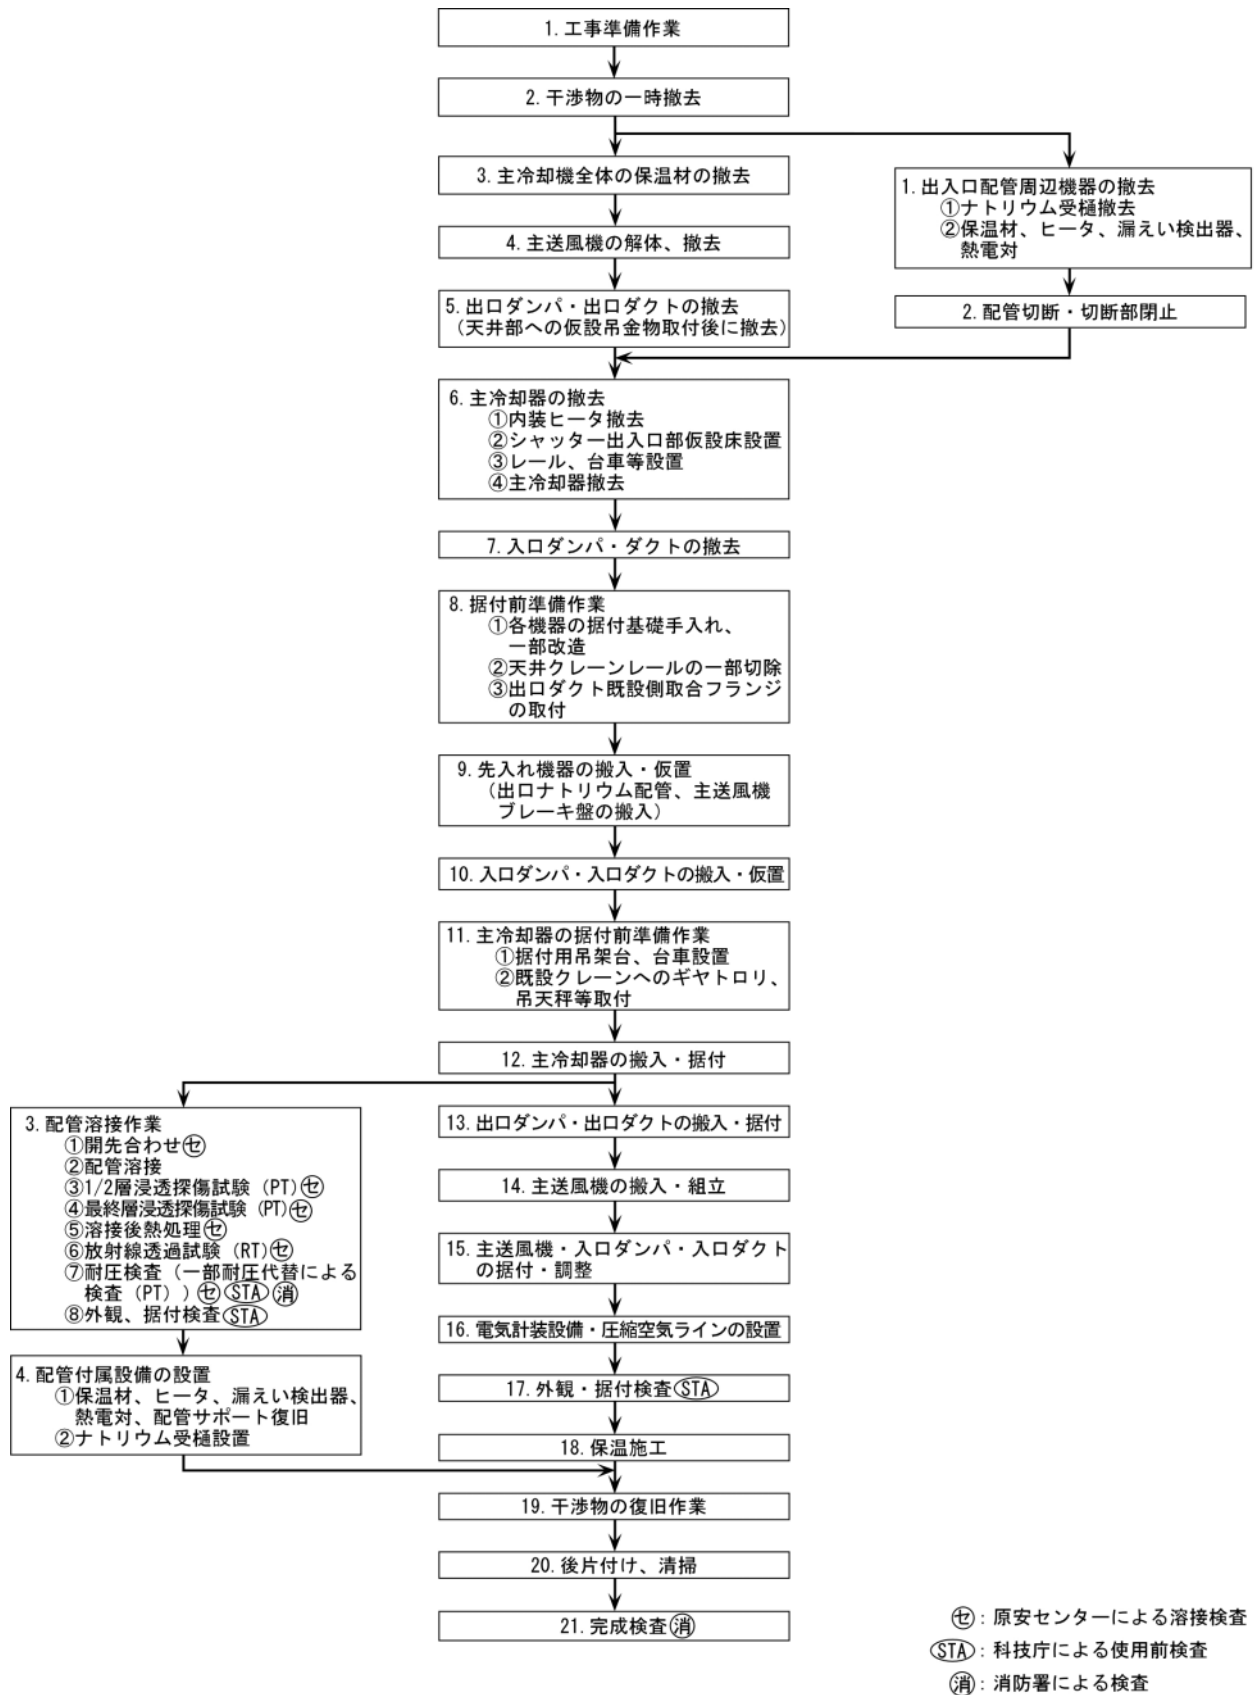 1. 工事準備作業
2. 干渉物の一時撤去
3. 主冷却機全体の保温材の撤去
4. 主送風機の解体、撤去
5. 出口ダンパ・出口ダクトの撤去
（天井部への仮設吊金物取付後に撤去）
1. 出入口配管周辺機器の撤去
①ナトリウム受樋撤去
②保温材、ヒータ、漏えい検出器、
熱電対
2. 配管切断・切断部閉止
6. 主冷却器の撤去
①内装ヒータ撤去
②シャッター出入口部仮設床設置
③レール、台車等設置
④主冷却器撤去
7. 入口ダンパ・ダクトの撤去
8. 据付前準備作業
①各機器の据付基礎手入れ、
一部改造
②天井クレーンレールの一部切除
③出口ダクト既設側取合フランジ
の取付
9. 先入れ機器の搬入・仮置
（出口ナトリウム配管、主送風機
ブレーキ盤の搬入）
10. 入口ダンパ・入口ダクトの搬入・仮置
11. 主冷却器の据付前準備作業
①据付用吊架台、台車設置
②既設クレーンへのギヤトロリ、
吊天秤等取付
12. 主冷却器の搬入・据付
3. 配管溶接作業
①開先合わせセ
②配管溶接
③1/2層浸透探傷試験（PT）セ
④最終層浸透探傷試験（PT）セ
⑤溶接後熱処理セ
⑥放射線透過試験（RT）セ
⑦耐圧検査（一部耐圧代替による
検査（PT））セ STA 消
⑧外観、据付検査STA
4. 配管付属設備の設置
①保温材、ヒータ、漏えい検出器、
熱電対、配管サポート復旧
②ナトリウム受樋設置
13. 出口ダンパ・出口ダクトの搬入・据付
14. 主送風機の搬入・組立
15. 主送風機・入口ダンパ・入口ダクト
の据付・調整
16. 電気計装設備・圧縮空気ラインの設置
17. 外観・据付検査STA
18. 保温施工
19. 干渉物の復旧作業
20. 後片付け、清掃
21. 完成検査消
セ：原安センターによる溶接検査
STA：科技庁による使用前検査
消：消防署による検査